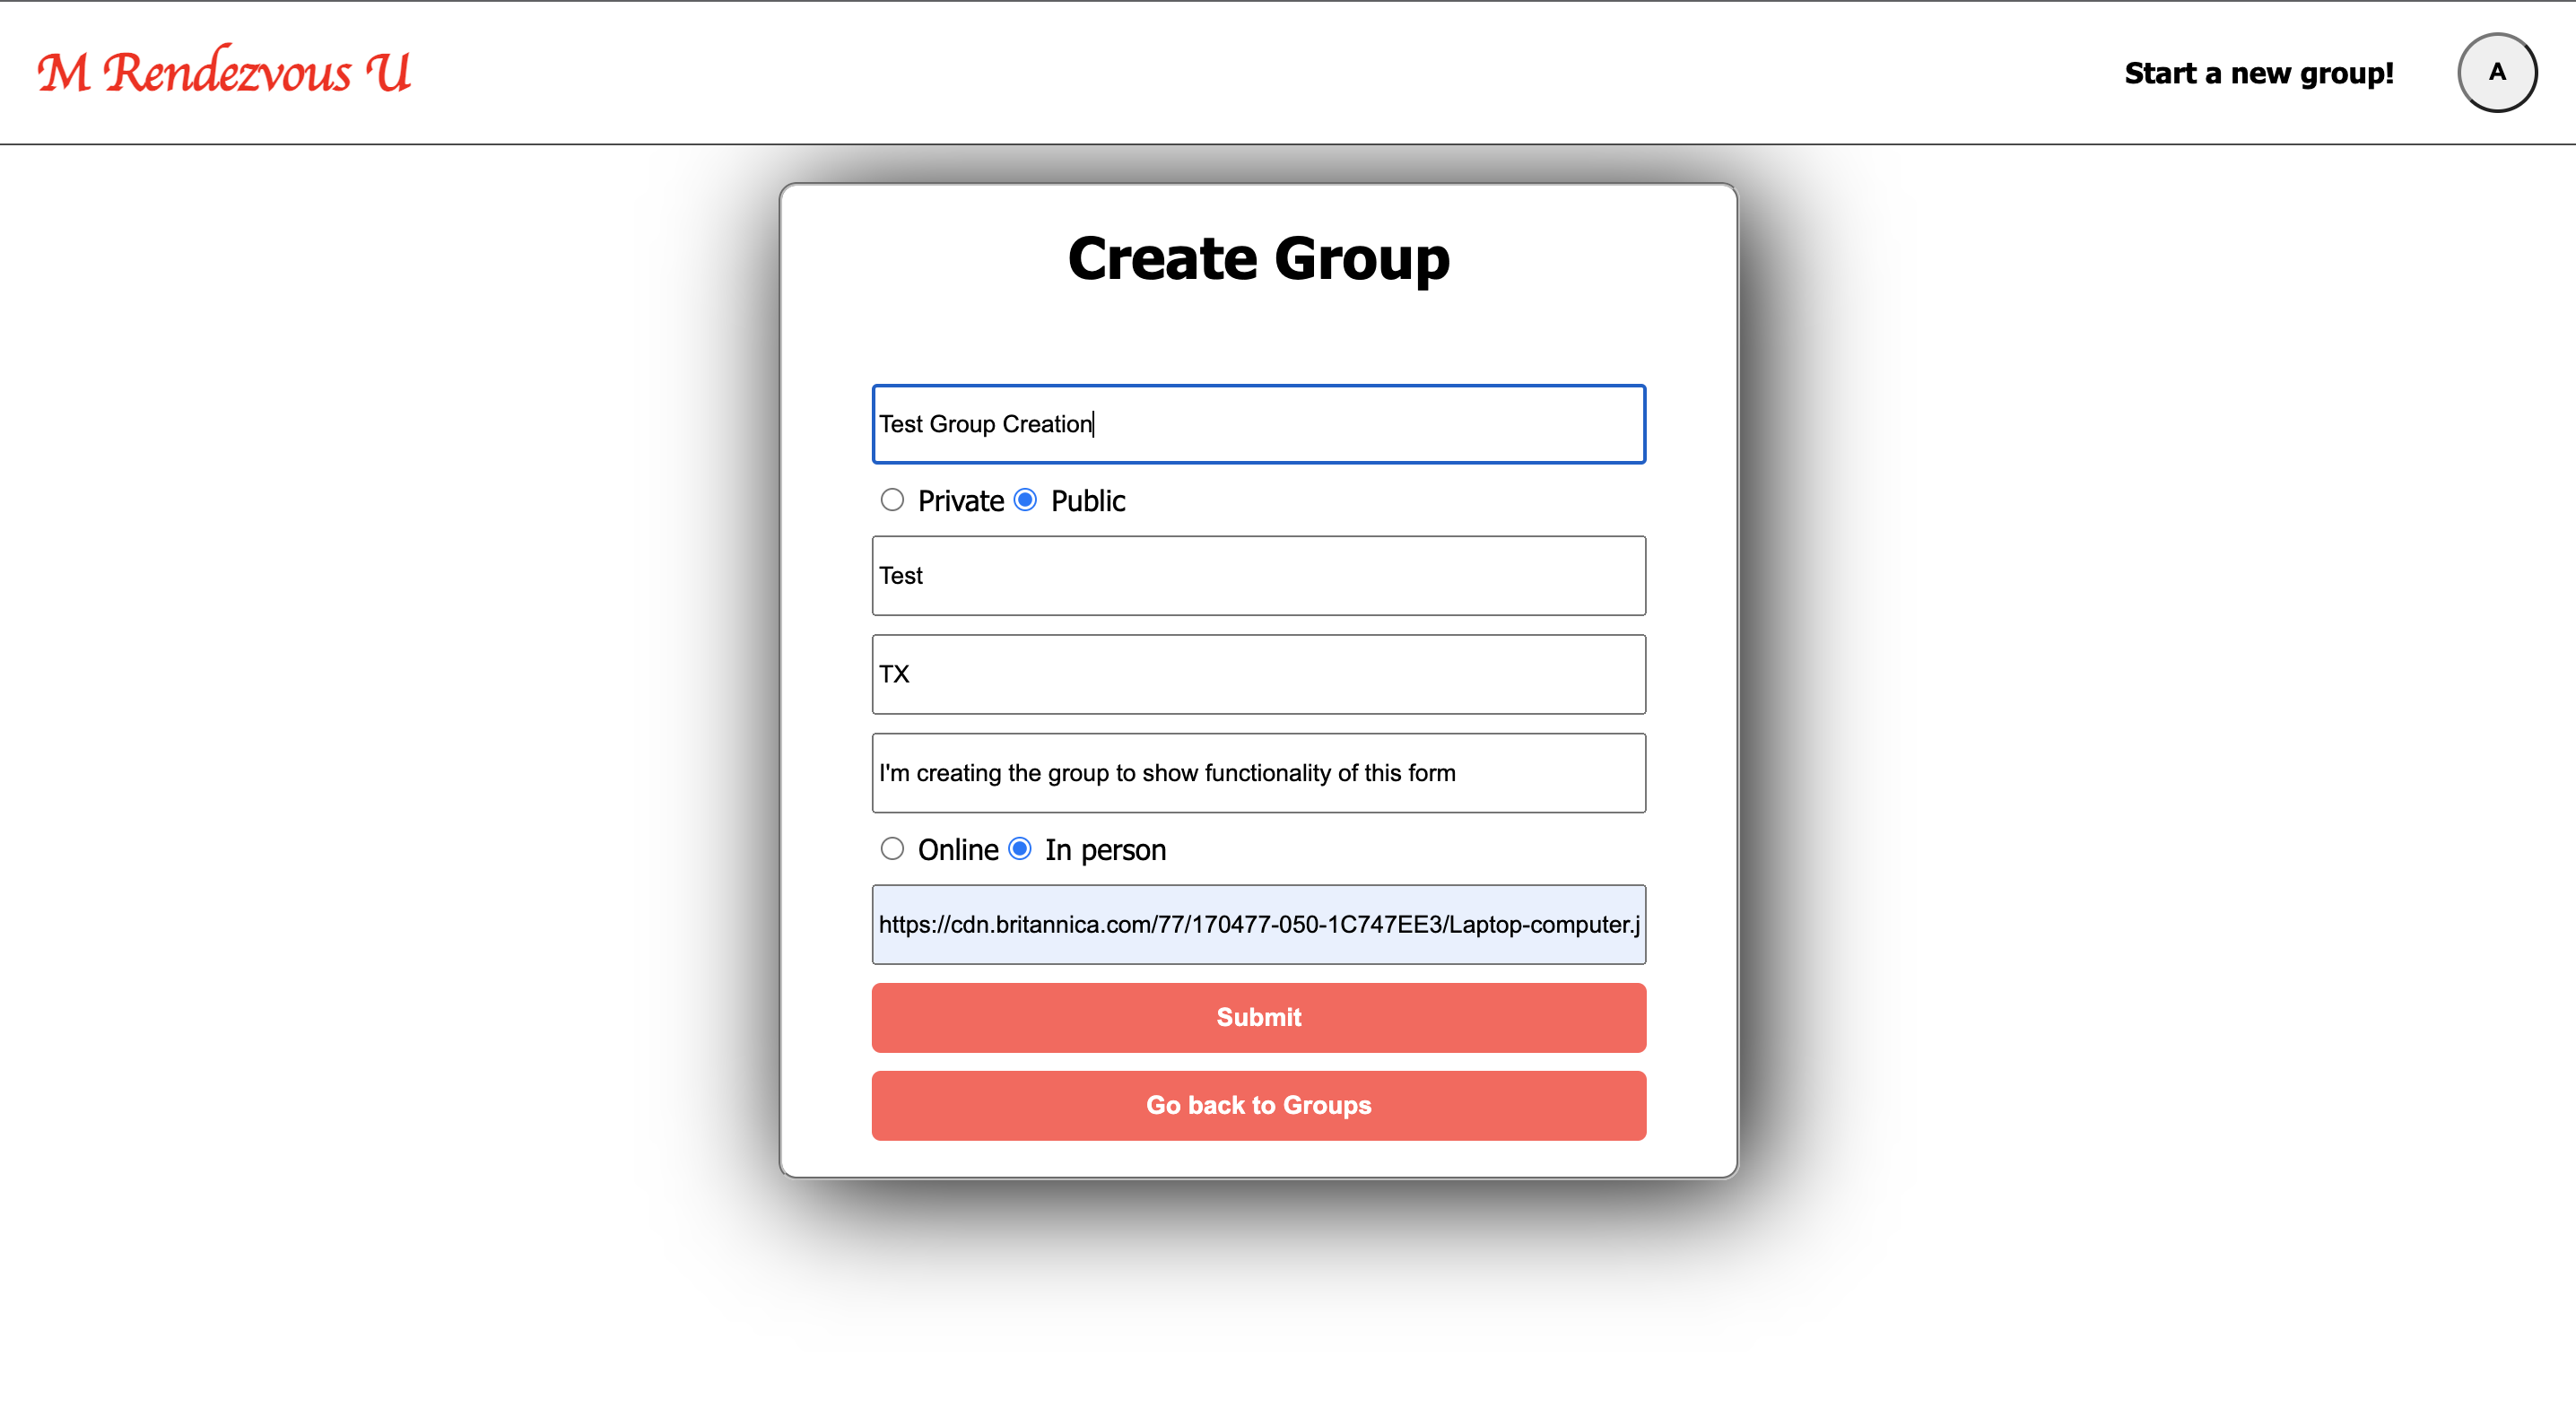 M Rendezvous U
Start a new group!
A
Create Group
Test Group Creation
Private Public
Test
TX
I'm creating the group to show functionality of this form
Online In person
https://cdn.britannica.com/77/170477-050-1C747EE3/Laptop-computer.j
Submit
Go back to Groups